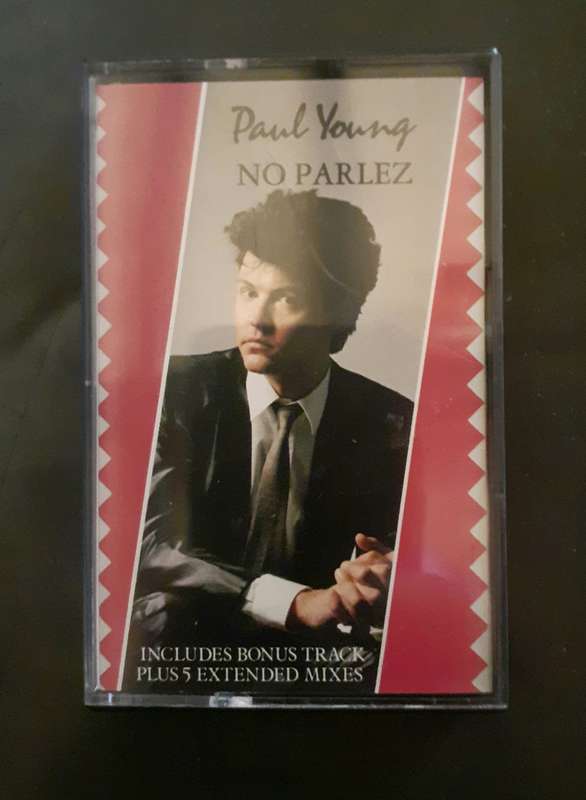 Paul Young
NO PARLEZ
INCLUDES BONUS TRACK
PLUS 5 EXTENDED MIXES